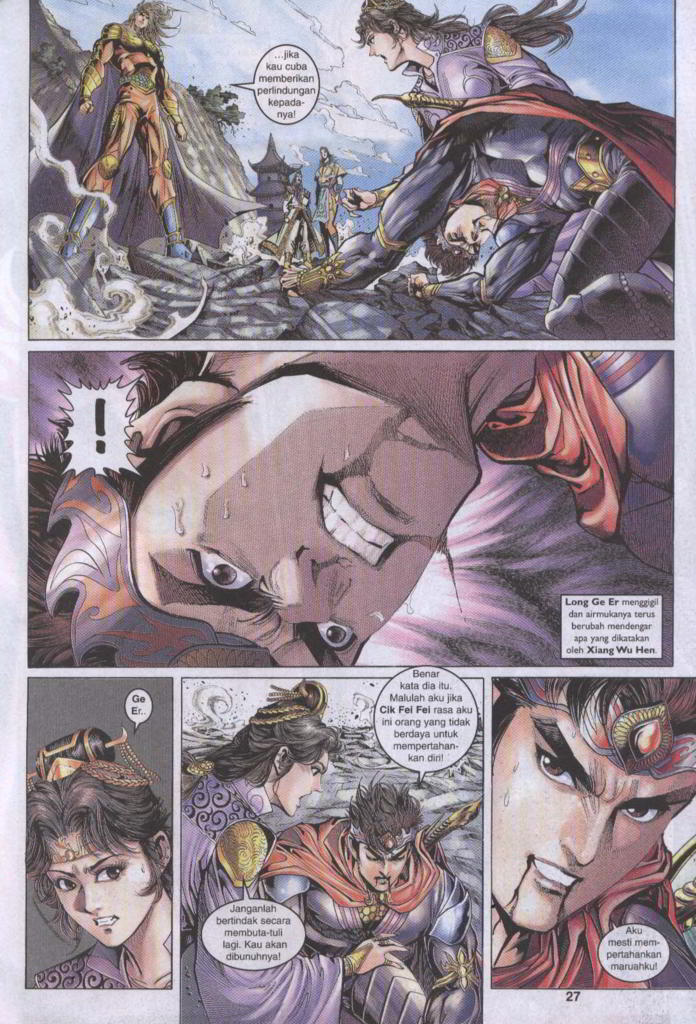 ...jika
kau cuba
memberikan
perlindungan
kepada-
nya!
!
Long Ge Er menggigil
dan airmukanya terus
berubah mendengar
apa yang dikatakan
oleh Xiang Wu Hen.
Ge
Er..
Benar
kata dia itu.
Malulah aku jika
Cik Fei Fei rasa aku
ini orang yang tidak
berdaya untuk
mempertahan-
kan diri!
Janganlah
bertindak secara
membuta-tuli
lagi. Kau akan
dibunuhnya!
Aku
mesti mem-
pertahankan
maruahku!
27